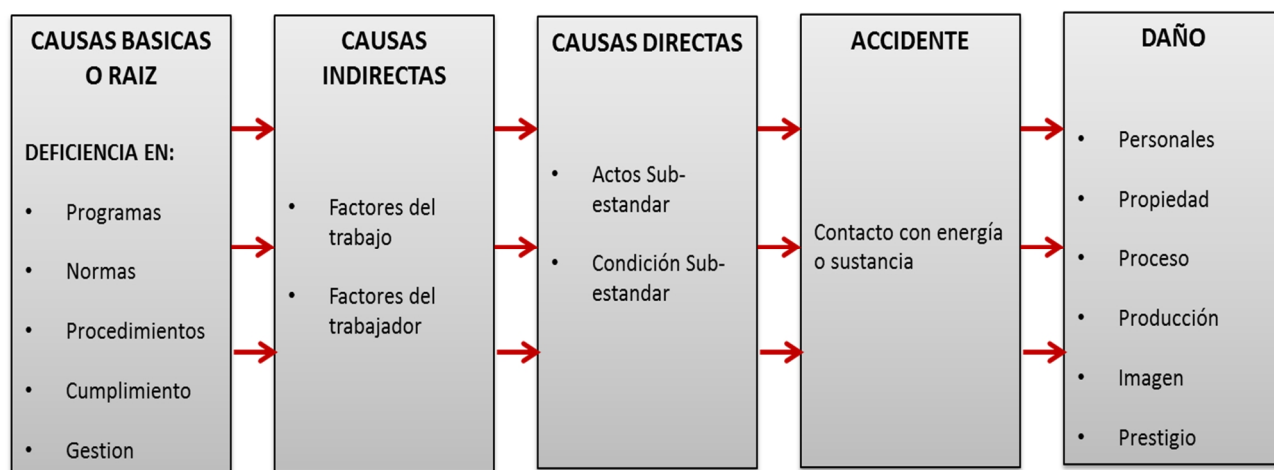 CAUSAS BASICAS
O RAIZ
DEFICIENCIA EN:
• Programas
• Normas
• Procedimientos
• Cumplimiento
• Gestion
CAUSAS
INDIRECTAS
• Factores del
trabajo
• Factores del
trabajador
CAUSAS DIRECTAS
• Actos Sub-
estandar
• Condición Sub-
estandar
ACCIDENTE
Contacto con energía
o sustancia
DAÑO
• Personales
• Propiedad
• Proceso
• Producción
• Imagen
• Prestigio